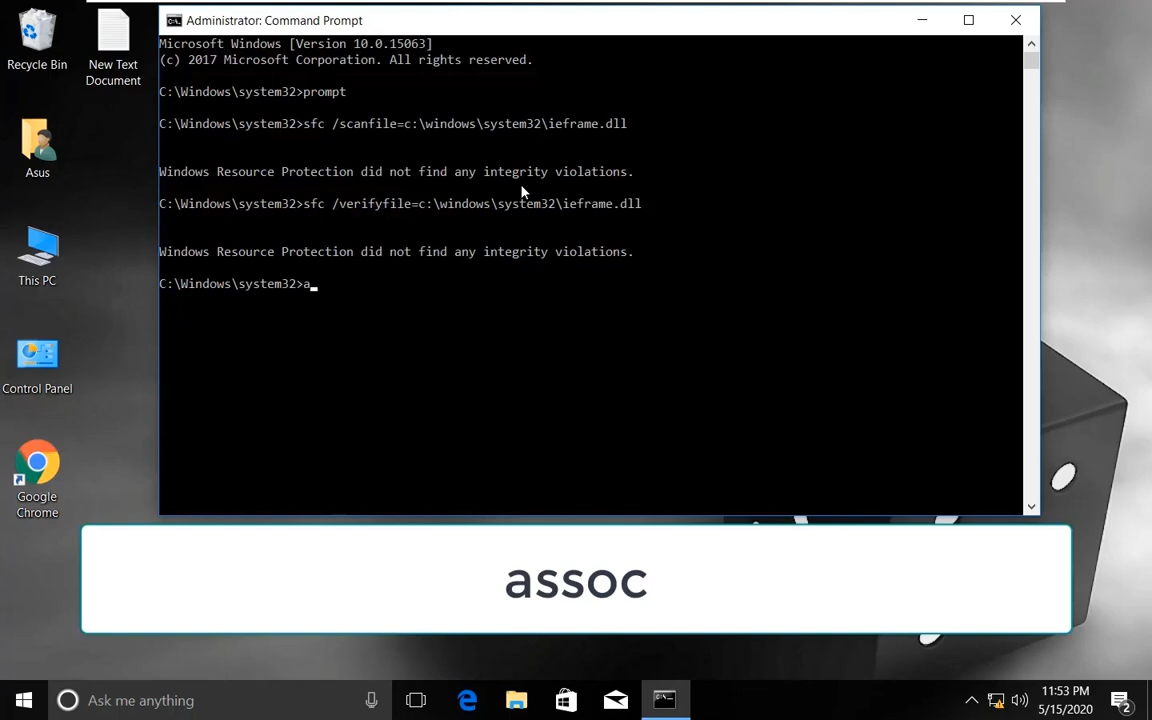 Recycle Bin
New Text
Document
Asus
This PC
Control Panel
Google
Chrome
Administrator: Command Prompt
Microsoft Windows [Version 10.0.15063]
(c) 2017 Microsoft Corporation. All rights reserved.
C:\Windows\system32>prompt
C:\Windows\system32>sfc /scanfile=c:\windows\system32\ieframe.dll
Windows Resource Protection did not find any integrity violations.
C:\Windows\system32>sfc /verifyfile=c:\windows\system32\ieframe.dll
Windows Resource Protection did not find any integrity violations.
C:\Windows\system32>a
assoc
Ask me anything
11:53 PM
5/15/2020
2